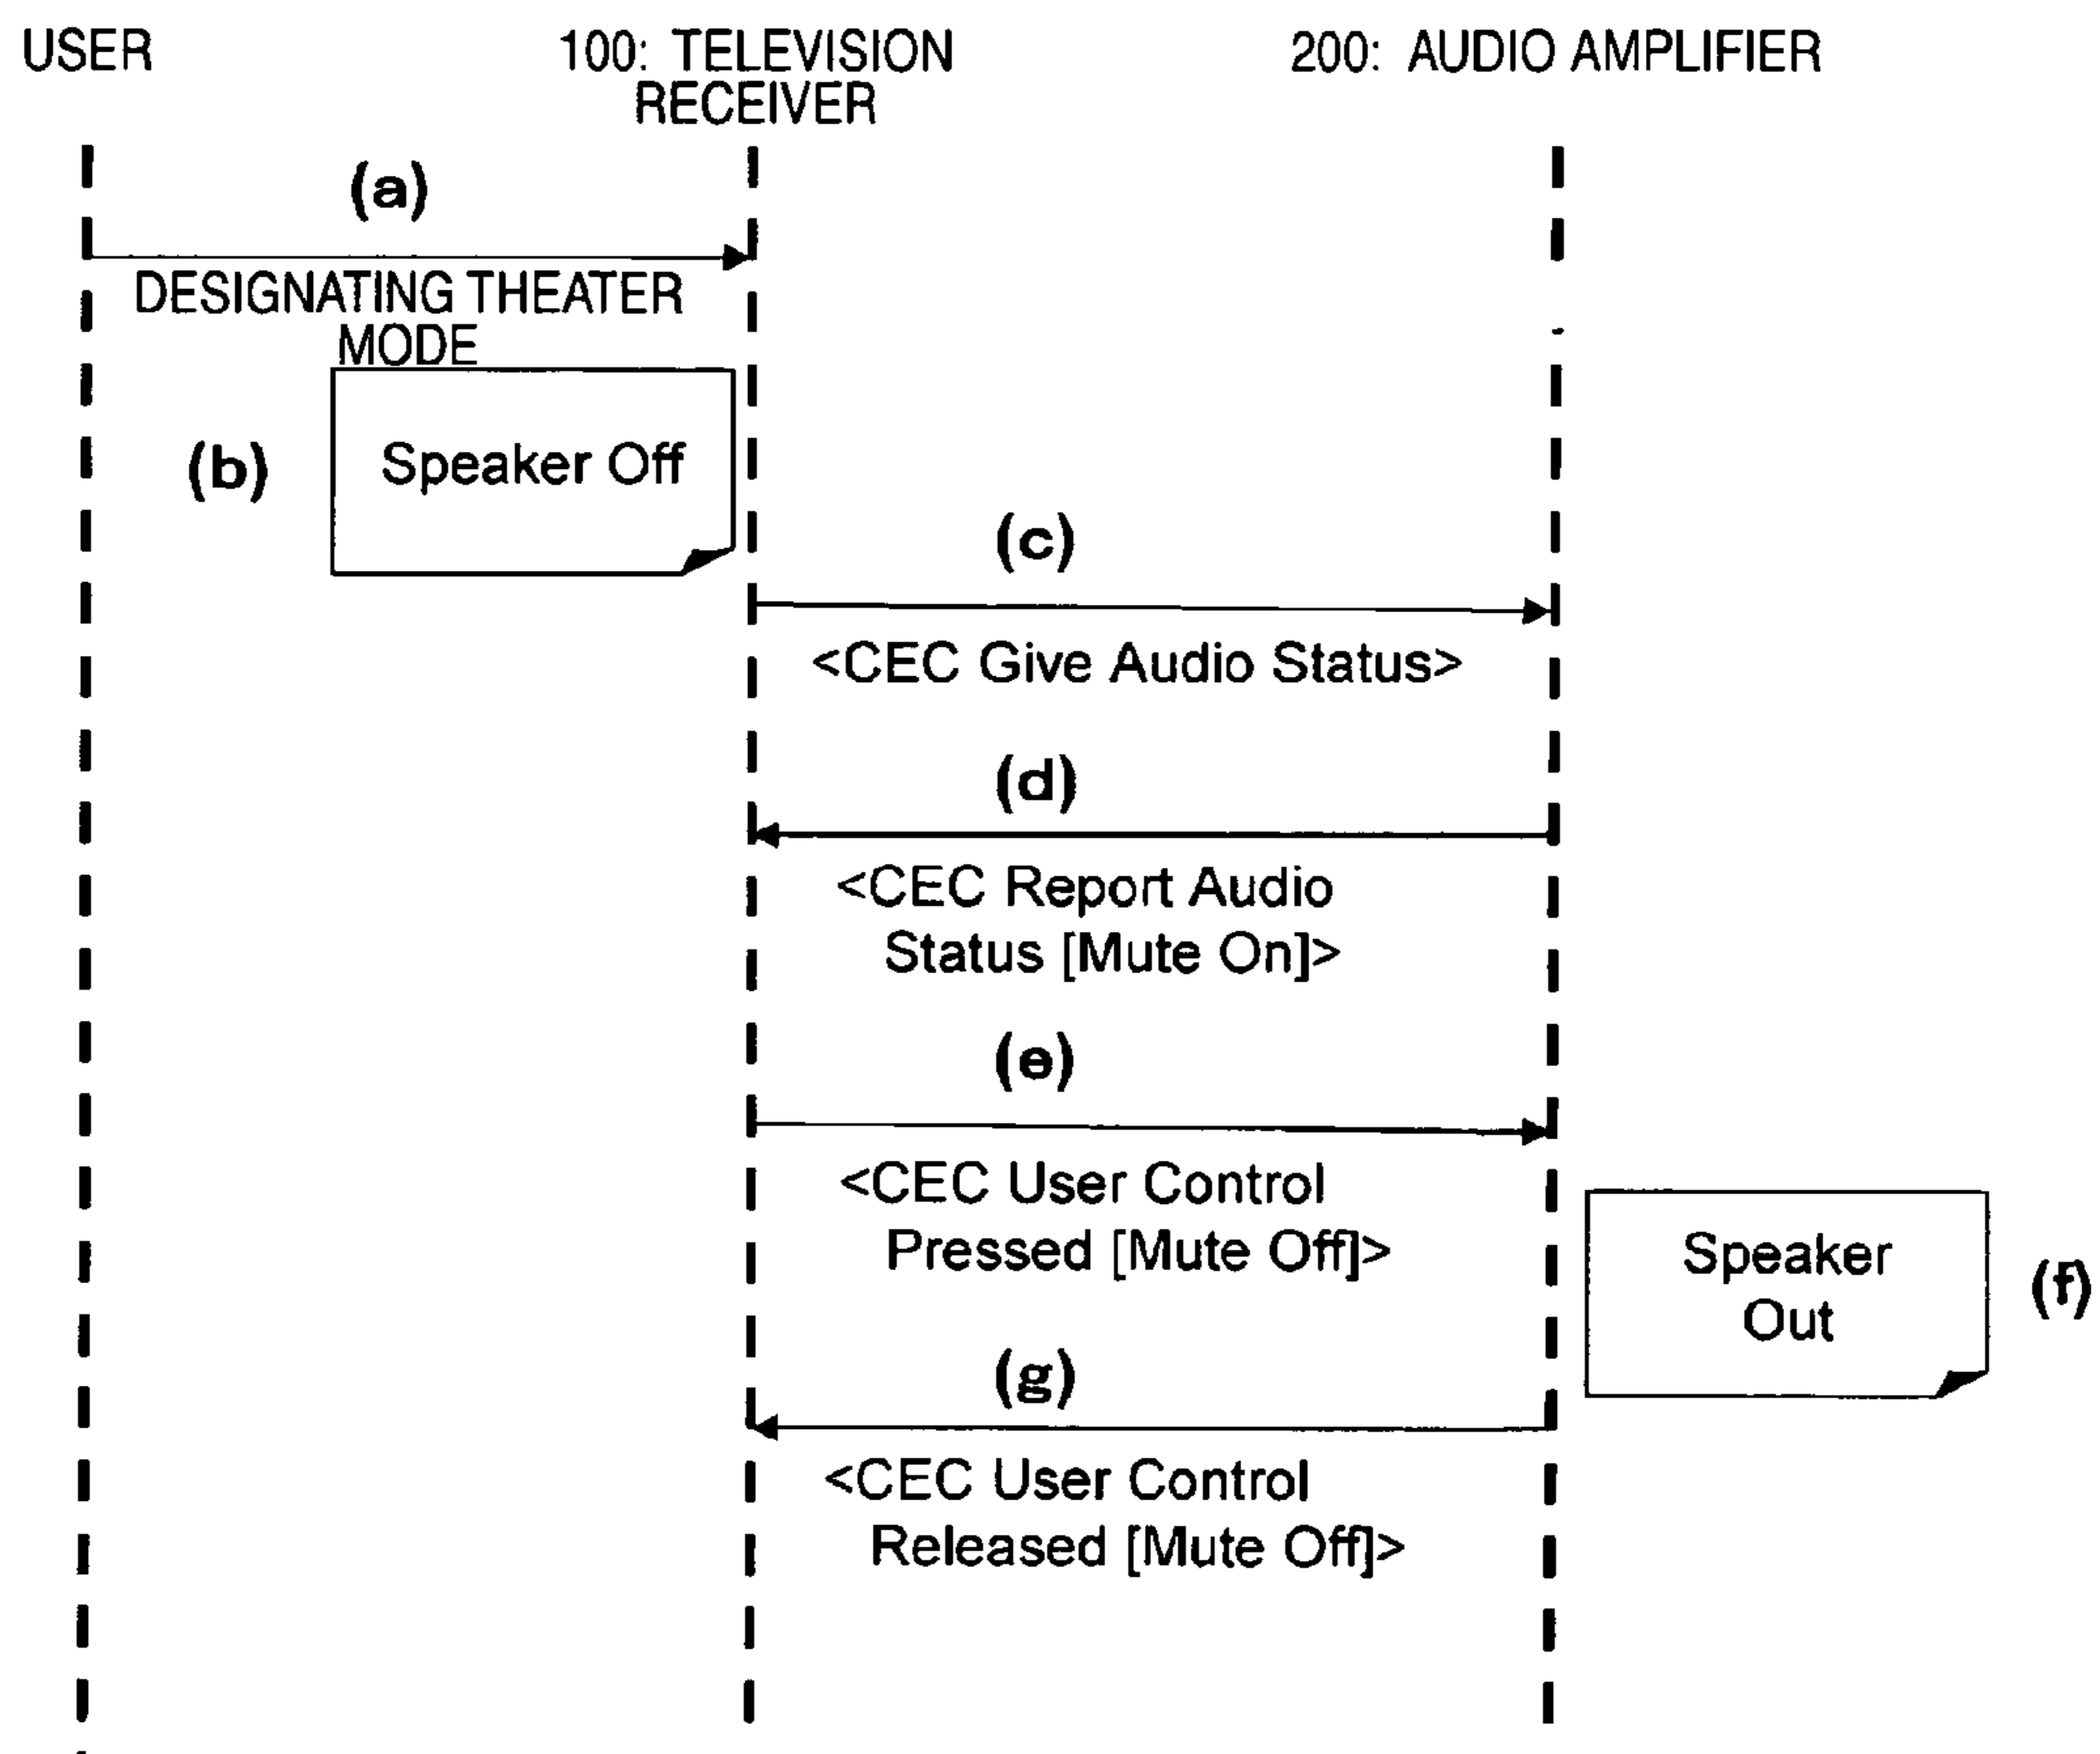 USER
100: TELEVISION
RECEIVER
200: AUDIO AMPLIFIER
(a)
DESIGNATING THEATER
MODE
(b)
Speaker Off
(c)
<CEC Give Audio Status>
(d)
<CEC Report Audio
Status [Mute On]>
(e)
<CEC User Control
Pressed [Mute Off]>
Speaker
Out
(f)
(g)
<CEC User Control
Released [Mute Off]>